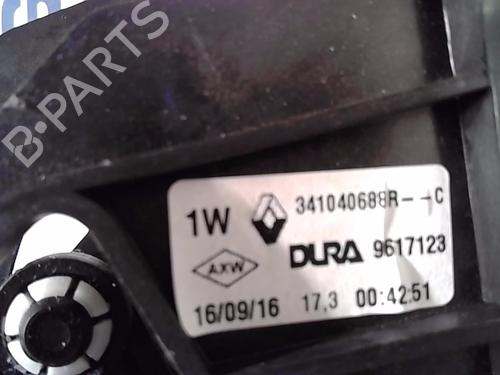 B-PARTS
1W 341040688R--C
AXW DURA 9617123
16/09/16 17,3 00:42:51